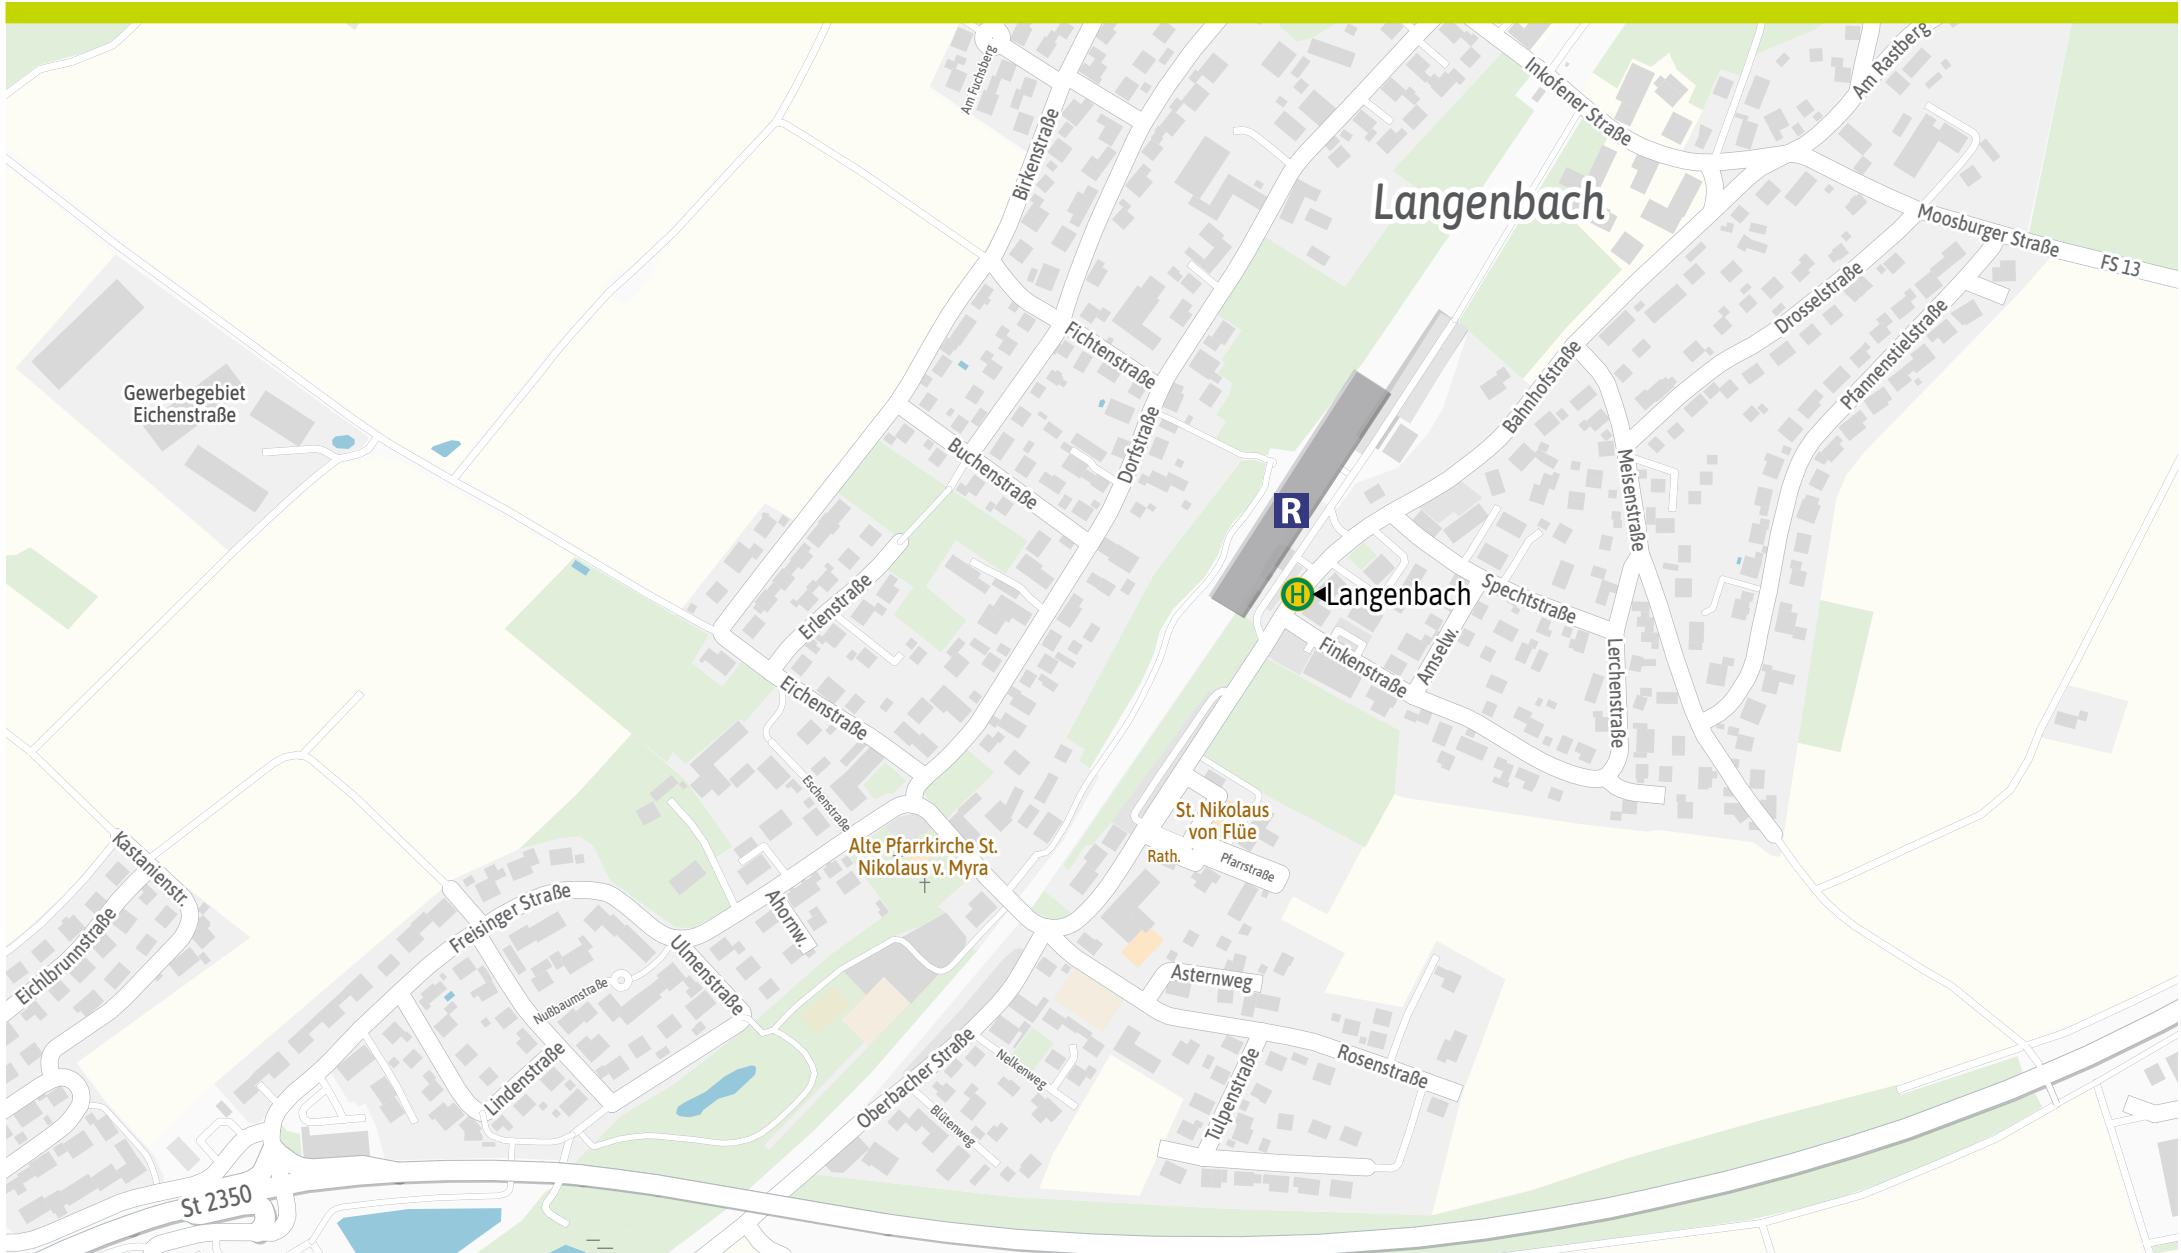 Am Fuchsberg
Birkenstraße
Inkofener Straße
Am Rastberg
Langenbach
Moosburger Straße
FS 13
Drosselstraße
Pfannenstielstraße
Fichtenstraße
Bahnhofstraße
Gewerbegebiet
Eichenstraße
Buchenstraße
Dorfstraße
Meisenstraße
R
H
Langenbach
Erlenstraße
Spechtstraße
Amselw.
Finkenstraße
Lerchenstraße
Eichenstraße
Eschenstraße
St. Nikolaus
von Flüe
Rath.
Pfarrstraße
Alte Pfarrkirche St.
Nikolaus v. Myra
Kastanienstr.
Eichlbrunnstraße
Freisinger Straße
Ahornw.
Ulmenstraße
Nußbaumstraße
Lindenstraße
Asternweg
Rosenstraße
Tulpenstraße
Oberbacher Straße
Nelkenweg
Blütenweg
St 2350